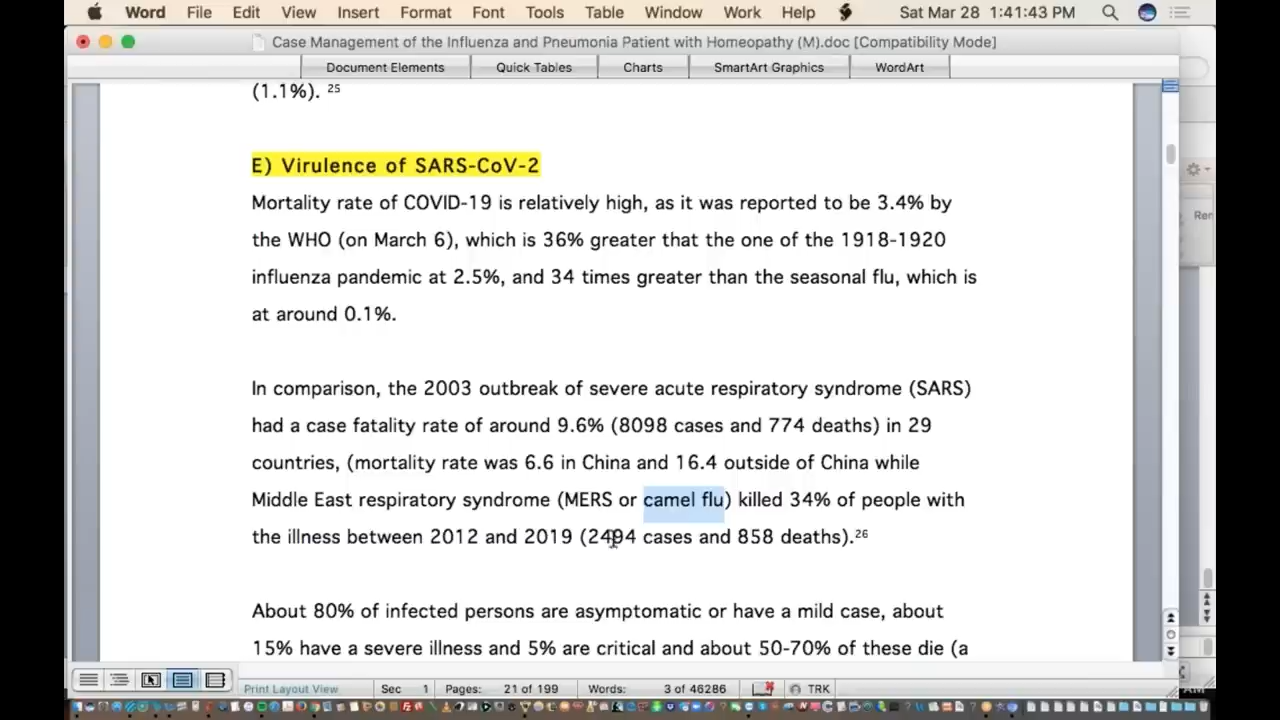 Word File Edit View Insert Format Font Tools Table Window Work Help Sat Mar 28 1:41:43 PM
Case Management of the Influenza and Pneumonia Patient with Homeopathy (M).doc [Compatibility Mode]
Document Elements Quick Tables Charts SmartArt Graphics WordArt
(1.1%). 25
E) Virulence of SARS-CoV-2
Mortality rate of COVID-19 is relatively high, as it was reported to be 3.4% by
the WHO (on March 6), which is 36% greater that the one of the 1918-1920
influenza pandemic at 2.5%, and 34 times greater than the seasonal flu, which is
at around 0.1%.
In comparison, the 2003 outbreak of severe acute respiratory syndrome (SARS)
had a case fatality rate of around 9.6% (8098 cases and 774 deaths) in 29
countries, (mortality rate was 6.6 in China and 16.4 outside of China while
Middle East respiratory syndrome (MERS or camel flu) killed 34% of people with
the illness between 2012 and 2019 (2494 cases and 858 deaths).26
About 80% of infected persons are asymptomatic or have a mild case, about
15% have a severe illness and 5% are critical and about 50-70% of these die (a
Print Layout View Sec 1 Pages: 21 of 199 Words: 3 of 46286 TRK
Ren
AM